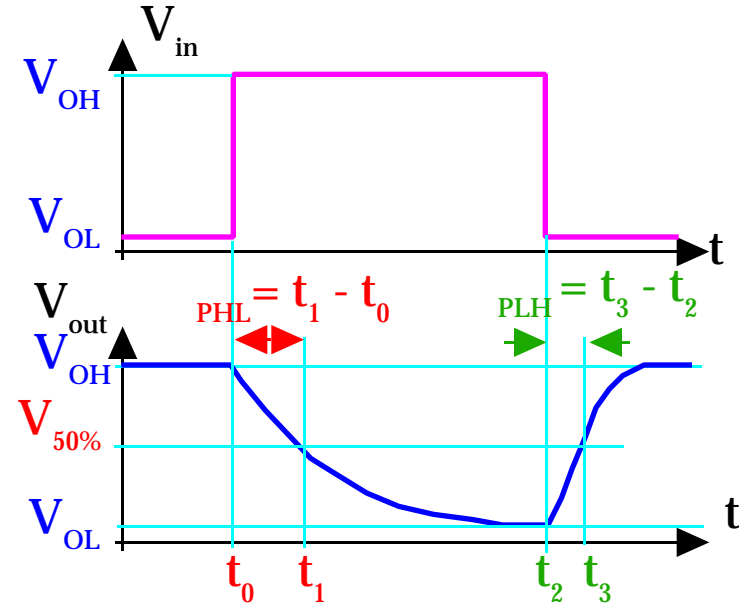 V_in
V_OH
V_OL
t
PHL = t_1 - t_0
PLH = t_3 - t_2
V_out
V_OH
V_50%
V_OL
t
t_0 t_1 t_2 t_3